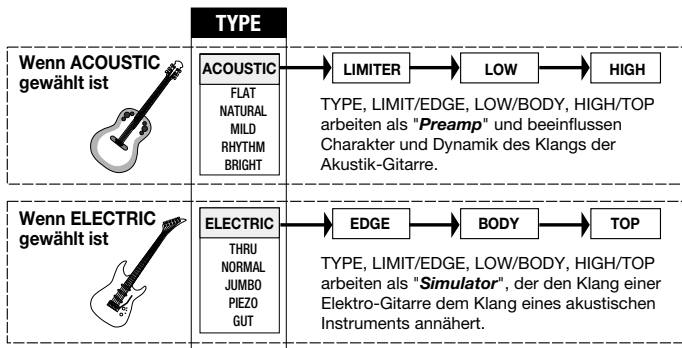 TYPE
Wenn ACOUSTIC
gewählt ist
ACOUSTIC
FLAT
NATURAL
MILD
RHYTHM
BRIGHT
LIMITER
LOW
HIGH
TYPE, LIMIT/EDGE, LOW/BODY, HIGH/TOP
arbeiten als "Preamp" und beeinflussen
Charakter und Dynamik des Klangs der
Akustik-Gitarre.
Wenn ELECTRIC
gewählt ist
ELECTRIC
THRU
NORMAL
JUMBO
PIEZO
GUT
EDGE
BODY
TOP
TYPE, LIMIT/EDGE, LOW/BODY, HIGH/TOP
arbeiten als "Simulator", der den Klang einer
Elektro-Gitarre dem Klang eines akustischen
Instruments annähert.